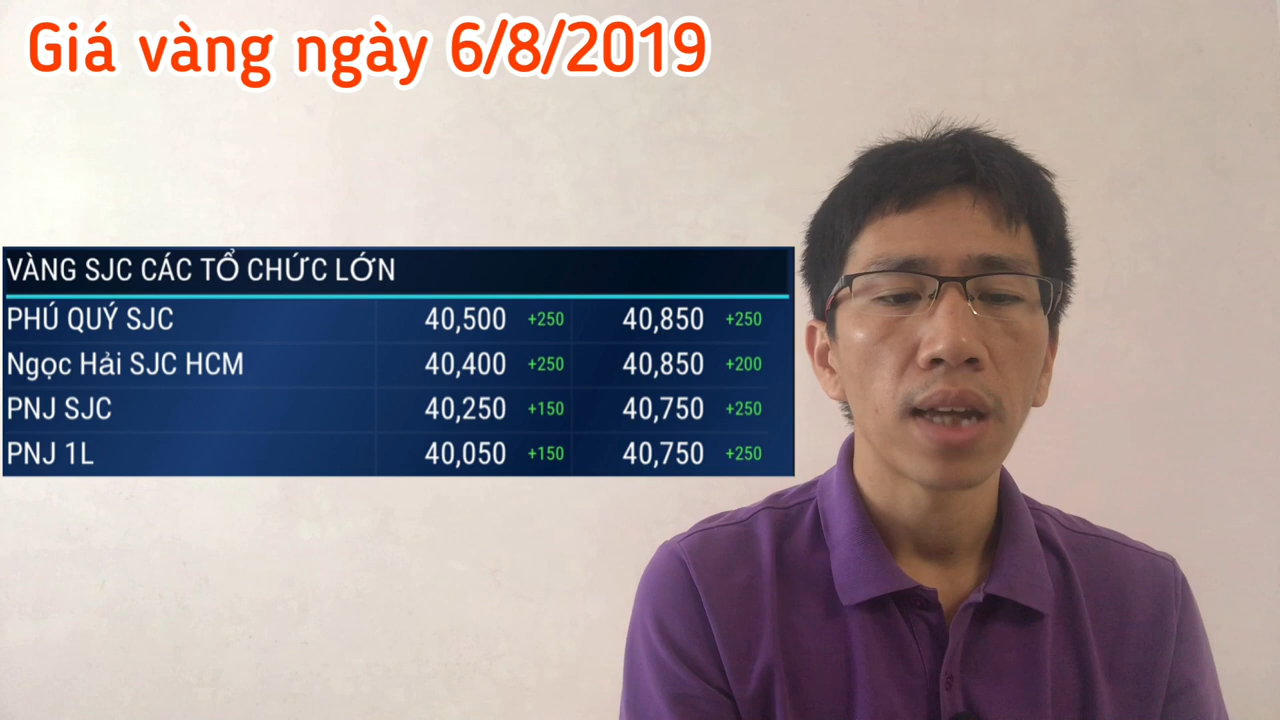 Giá vàng ngày 6/8/2019
VÀNG SJC CÁC TỔ CHỨC LỚN
PHÚ QUÝ SJC 40,500 +250 40,850 +250
Ngọc Hải SJC HCM 40,400 +250 40,850 +200
PNJ SJC 40,250 +150 40,750 +250
PNJ 1L 40,050 +150 40,750 +250